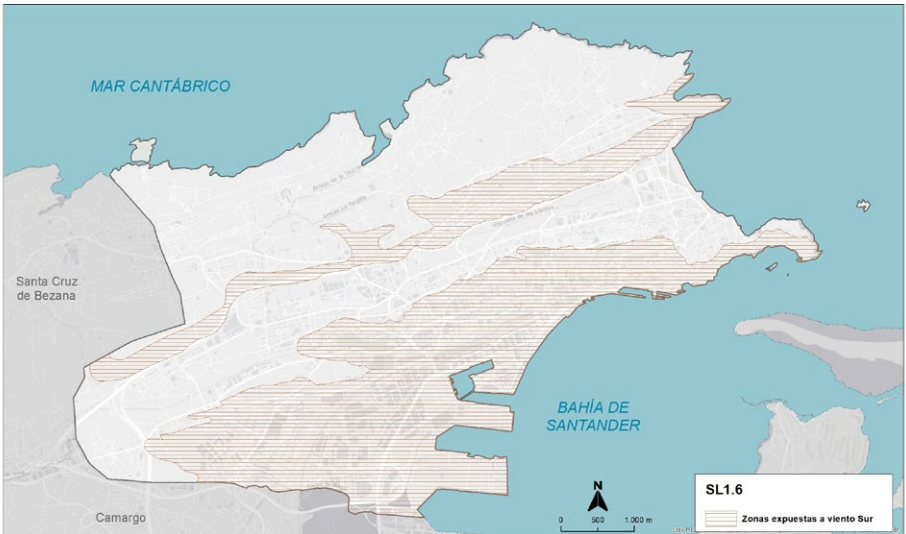 MAR CANTÁBRICO
Santa Cruz
de Bezana
BAHÍA DE
SANTANDER
Camargo
N
0 500 1.000 m
SL1.6
Zonas expuestas a viento Sur